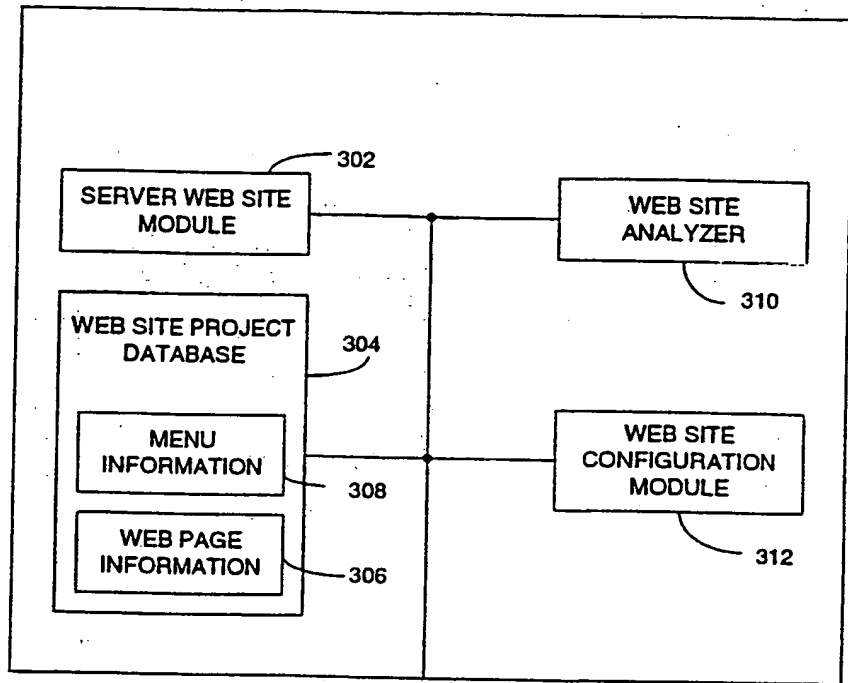 302
SERVER WEB SITE
MODULE
WEB SITE
ANALYZER
310
WEB SITE PROJECT
DATABASE
304
MENU
INFORMATION
308
WEB PAGE
INFORMATION
306
WEB SITE
CONFIGURATION
MODULE
312